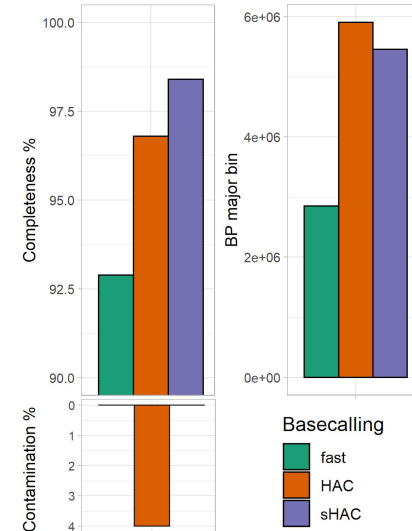 Completeness %
100.0
97.5
95.0
92.5
90.0
BP major bin
6e+06
4e+06
2e+06
0e+00
Contamination %
0
1
2
3
4
Basecalling
fast
HAC
sHAC